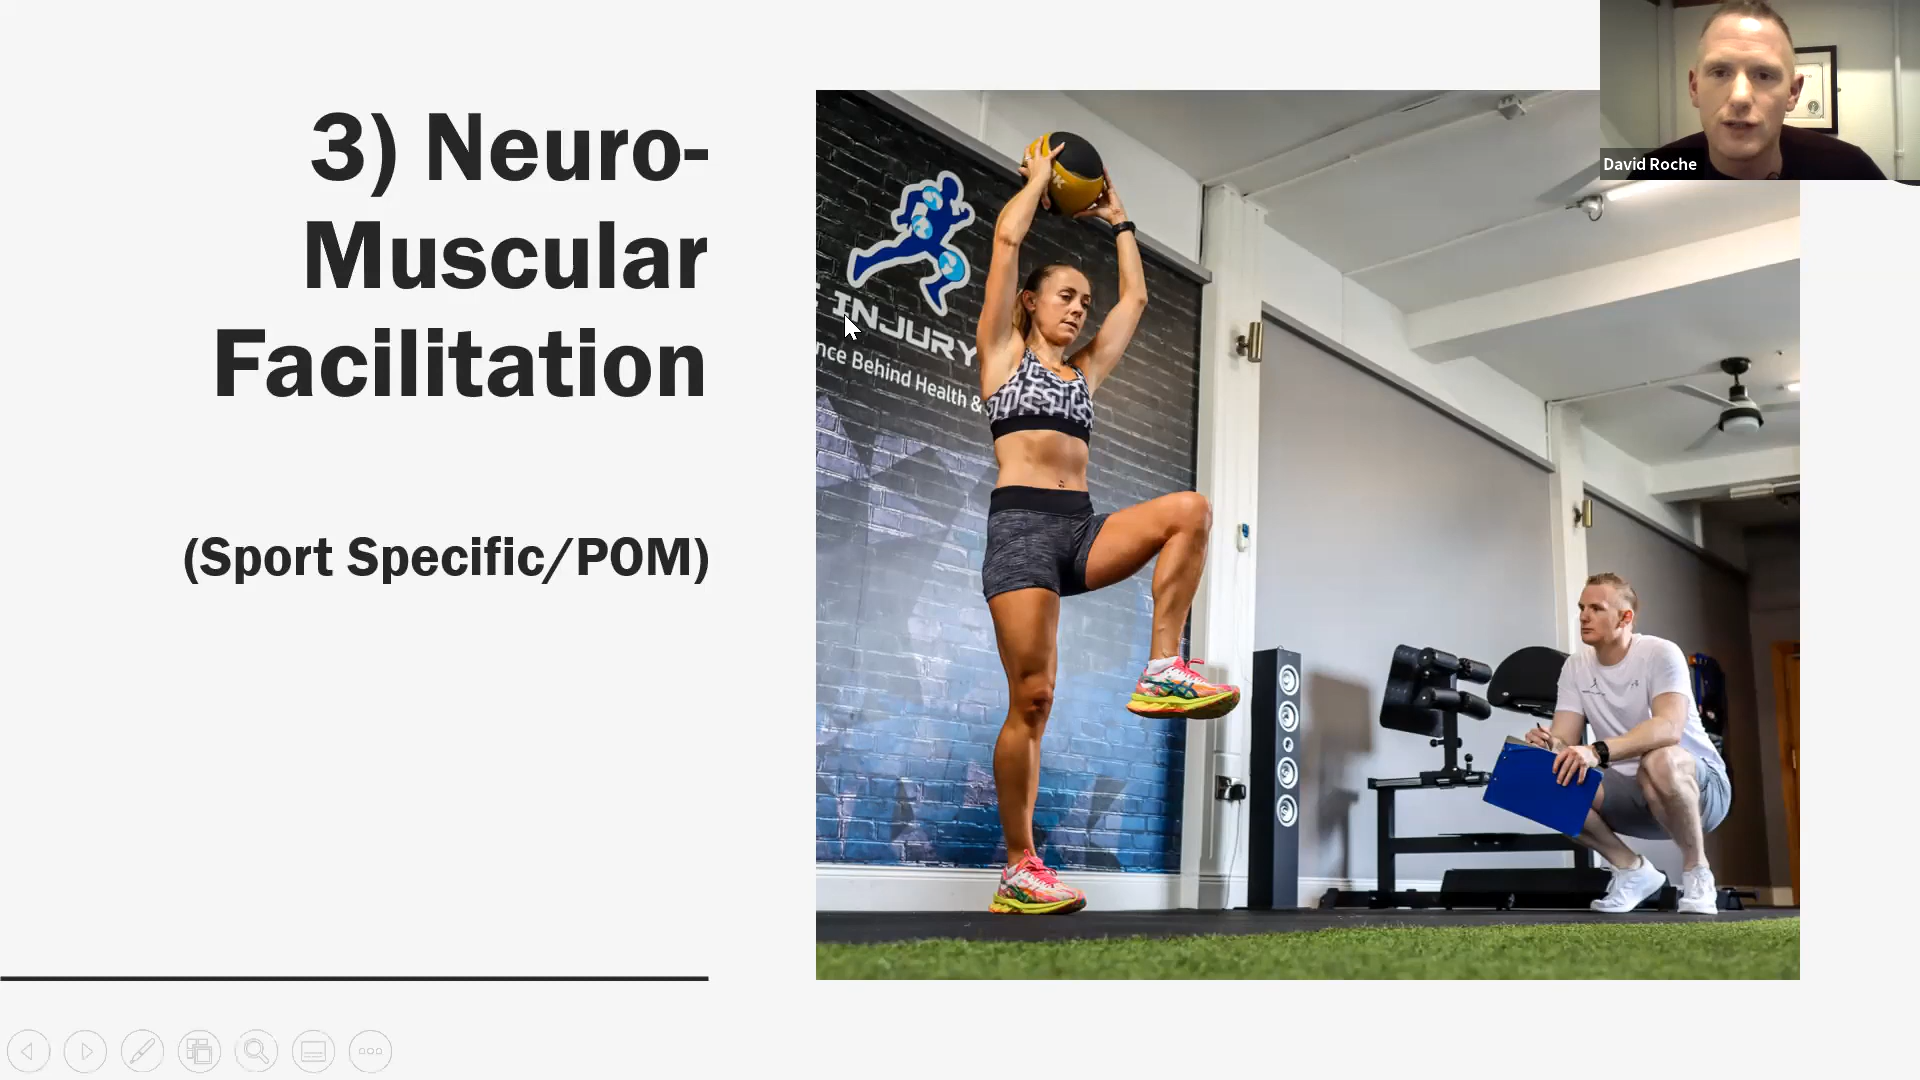 3) Neuro-
Muscular
Facilitation
(Sport Specific/POM)
INJURY
nce Behind Health &
David Roche